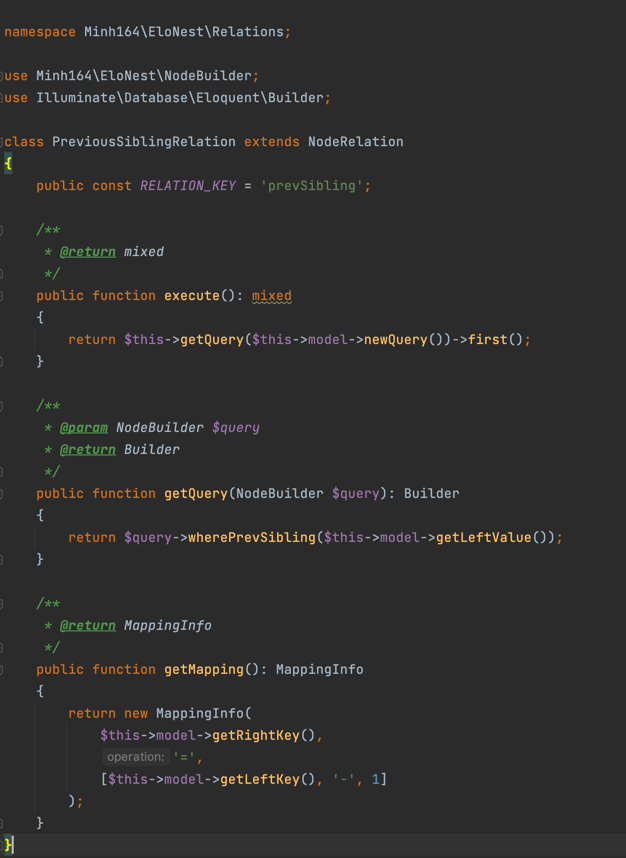 namespace Minh164\EloNest\Relations;
use Minh164\EloNest\NodeBuilder;
use Illuminate\Database\Eloquent\Builder;
class PreviousSiblingRelation extends NodeRelation
{
    public const RELATION_KEY = 'prevSibling';
    /**
     * @return mixed
     */
    public function execute(): mixed
    {
        return $this->getQuery($this->model->newQuery())->first();
    }
    /**
     * @param NodeBuilder $query
     * @return Builder
     */
    public function getQuery(NodeBuilder $query): Builder
    {
        return $query->wherePrevSibling($this->model->getLeftValue());
    }
    /**
     * @return MappingInfo
     */
    public function getMapping(): MappingInfo
    {
        return new MappingInfo(
            $this->model->getRightKey(),
            operation: '=',
            [$this->model->getLeftKey(), '-', 1]
        );
    }
}